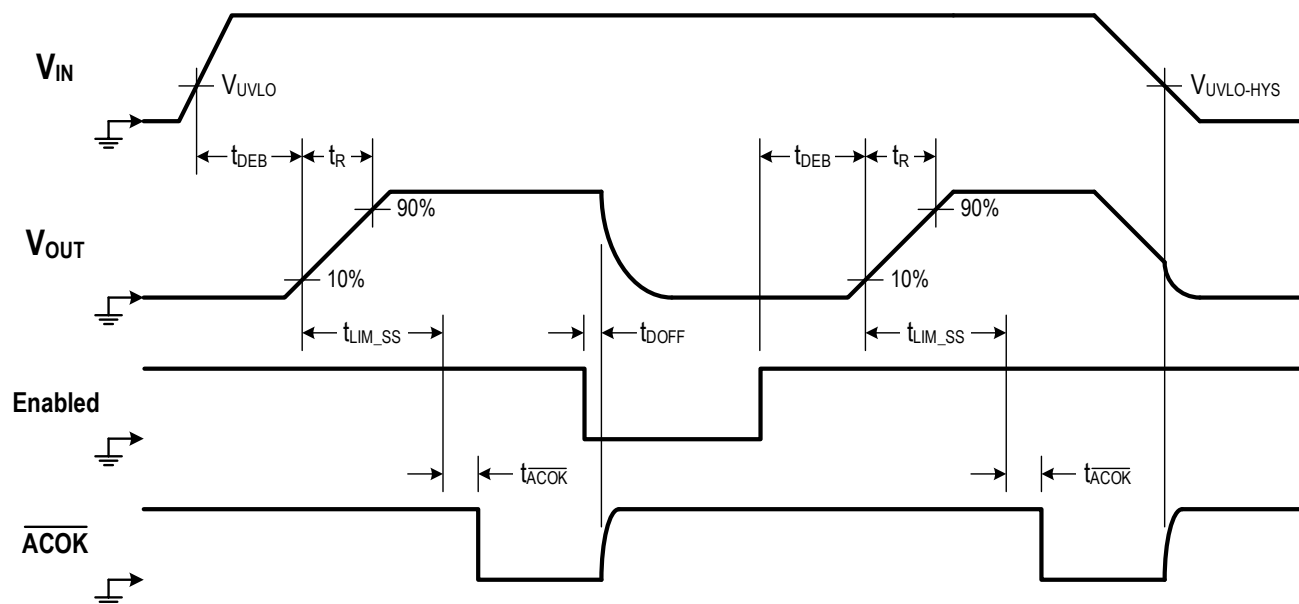 VIN
VUVLO
VUVLO-HYS
tDEB
tR
tDEB
tR
VOUT
90%
90%
10%
10%
tLIM_SS
tDOFF
tLIM_SS
Enabled
tACOK
tACOK
ACOK